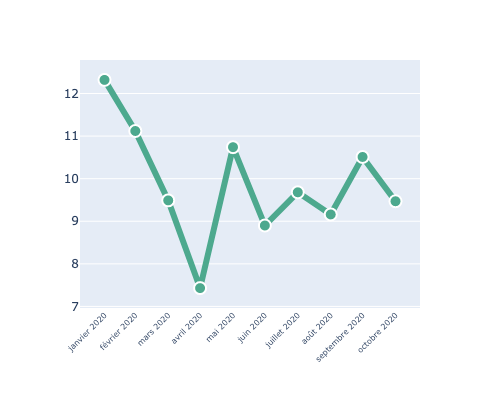 12
11
10
9
8
7
janvier 2020
février 2020
mars 2020
avril 2020
mai 2020
juin 2020
juillet 2020
août 2020
septembre 2020
octobre 2020